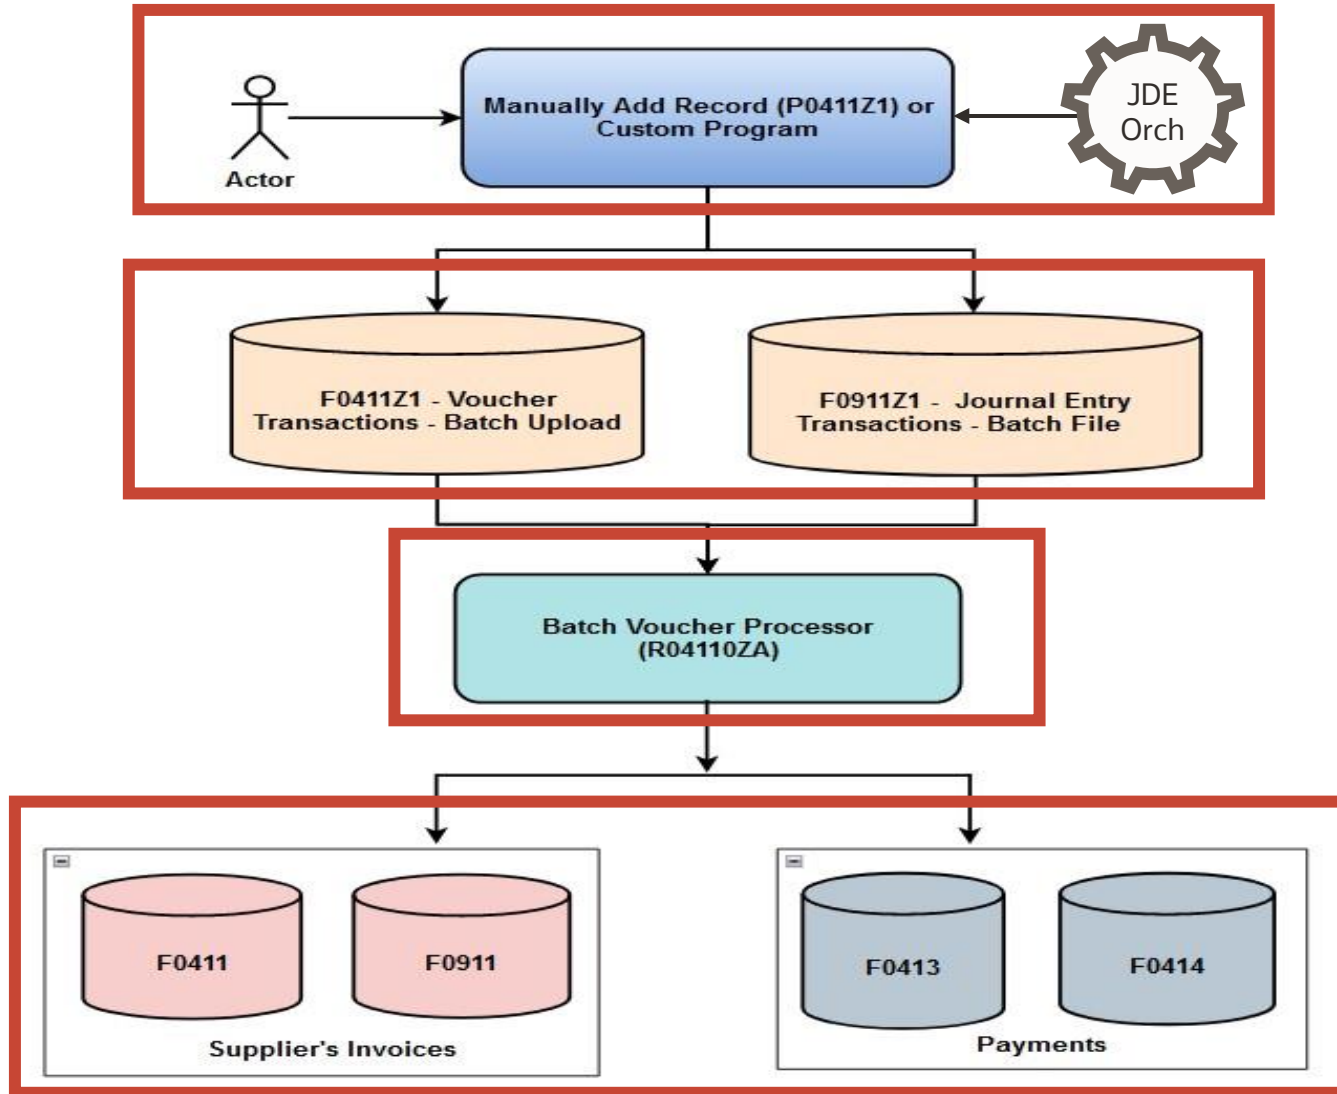 Manually Add Record (P0411Z1) or
Custom Program
JDE
Orch
Actor
F0411Z1 - Voucher
Transactions - Batch Upload
F0911Z1 - Journal Entry
Transactions - Batch File
Batch Voucher Processor
(R04110ZA)
F0411
F0911
Supplier's Invoices
F0413
F0414
Payments